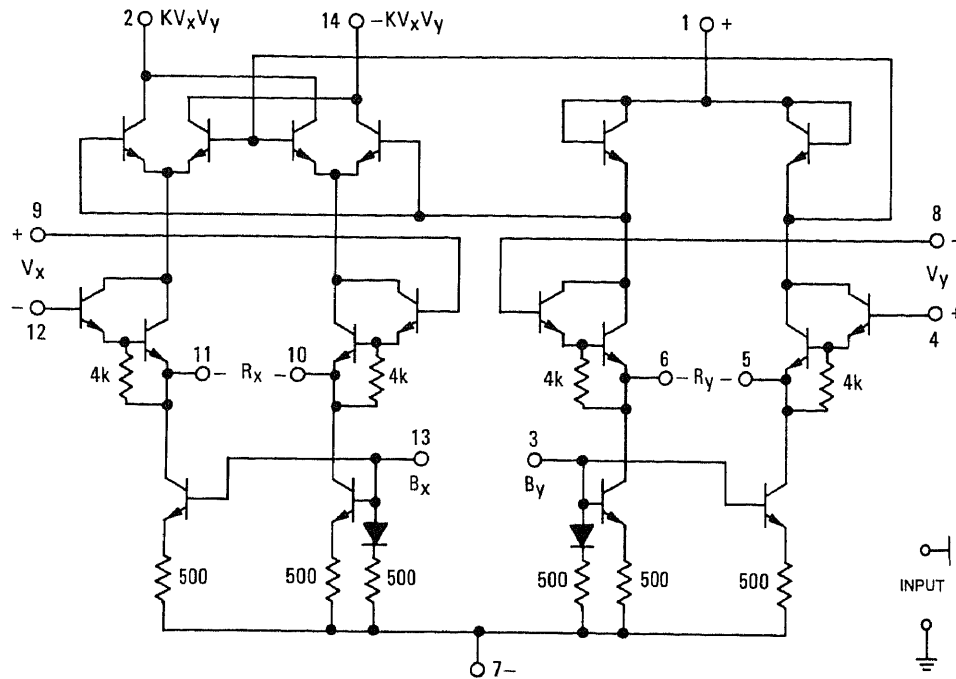 2 KVxVy
14 -KVxVy
1 +
9
+
Vx
-
12
8
-
Vy
+
4
4k
11 - Rx - 10
4k
4k
6 - Ry - 5
4k
13
Bx
3
By
500
500
500
500
500
500
INPUT
7-